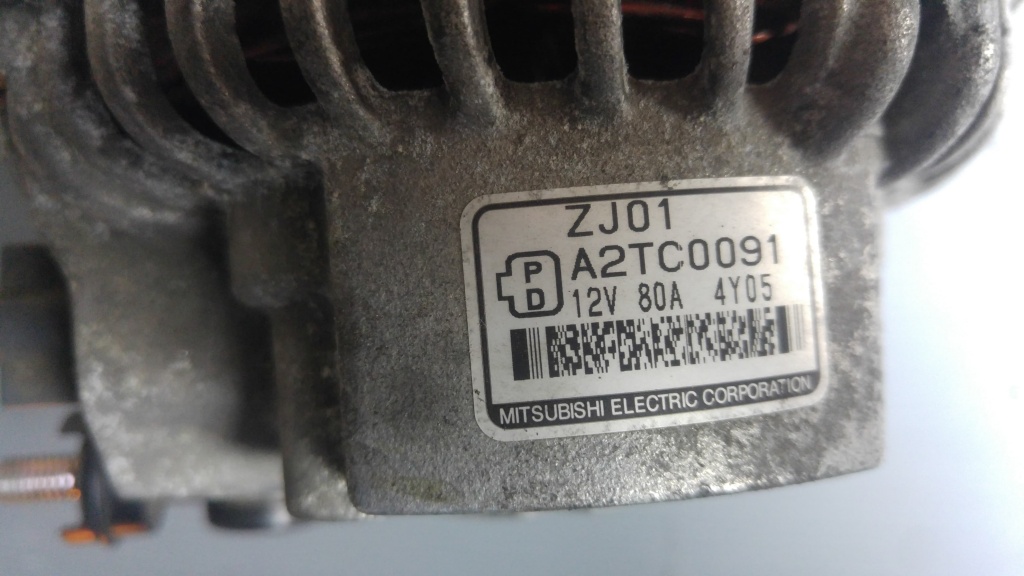 ZJ01
P D
A2TC0091
12V 80A 4Y05
MITSUBISHI ELECTRIC CORPORATION